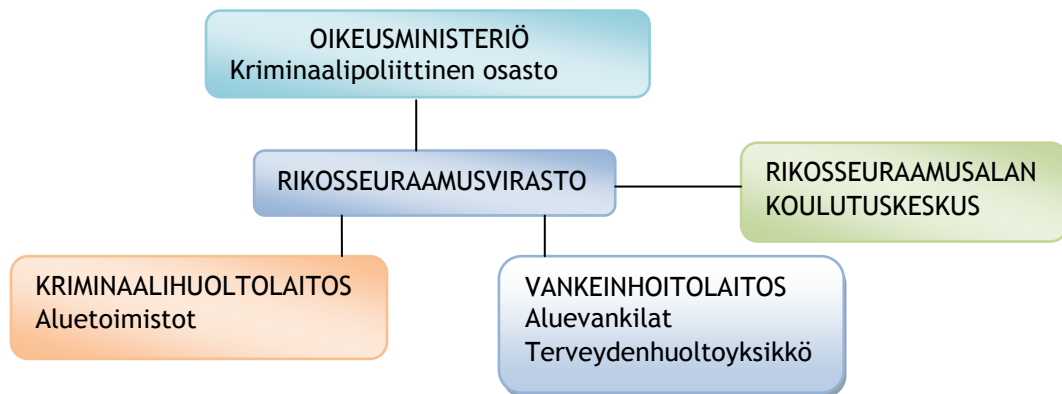 OIKEUSMINISTERIÖ
Kriminaalipoliittinen osasto
RIKOSSEURAAMUSVIRASTO
RIKOSSEURAAMUSALAN
KOULUTUSKESKUS
KRIMINAALIHUOLTOLAITOS
Aluetoimistot
VANKEINHOITOLAITOS
Aluevankilat
Terveydenhuoltoyksikkö